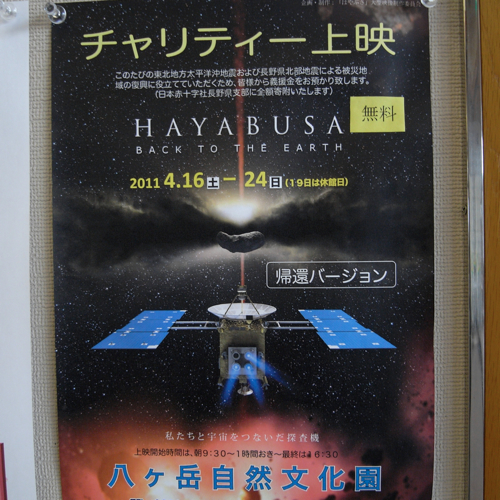 チャリティー上映
このたびの東北地方太平洋沖地震および長野県北部地震による被災地
域の復興に役立てていただくため、皆様から義援金をお預かり致します。
(日本赤十字社長野県支部に全額寄附いたします)
HAYABUSA
無料
BACK TO THE EARTH
2011 4.16土－24日(19日は休館日)
帰還バージョン
私たちと宇宙をつないだ探査機
上映開始時間は、朝9:30～1時間おき～最終は16:30
八ヶ岳自然文化園